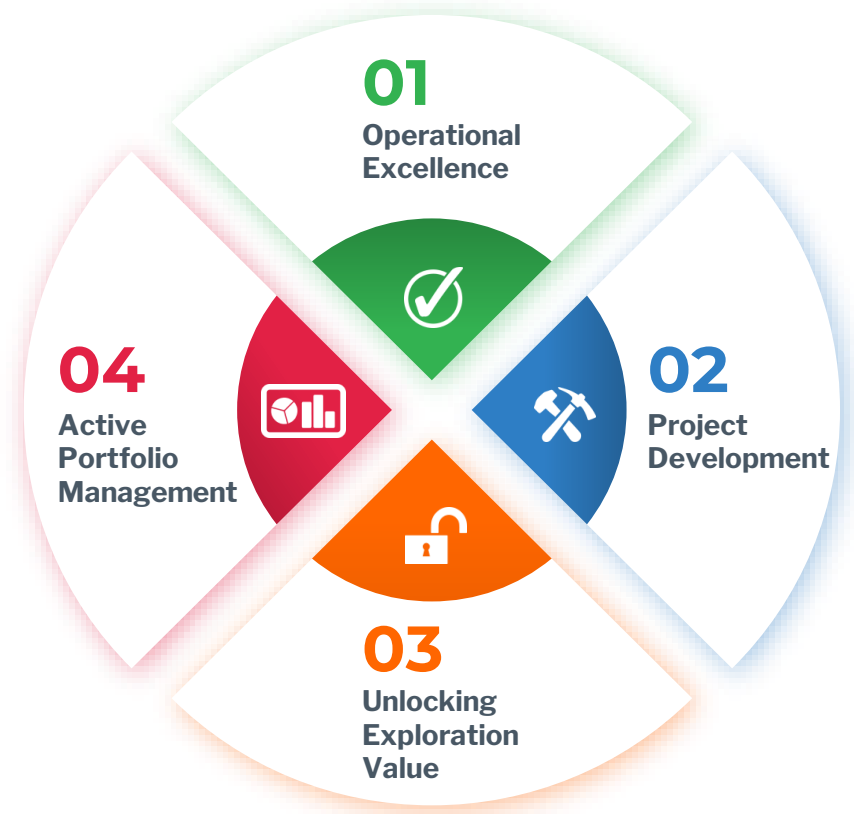 01
Operational
Excellence
02
Project
Development
03
Unlocking
Exploration
Value
04
Active
Portfolio
Management